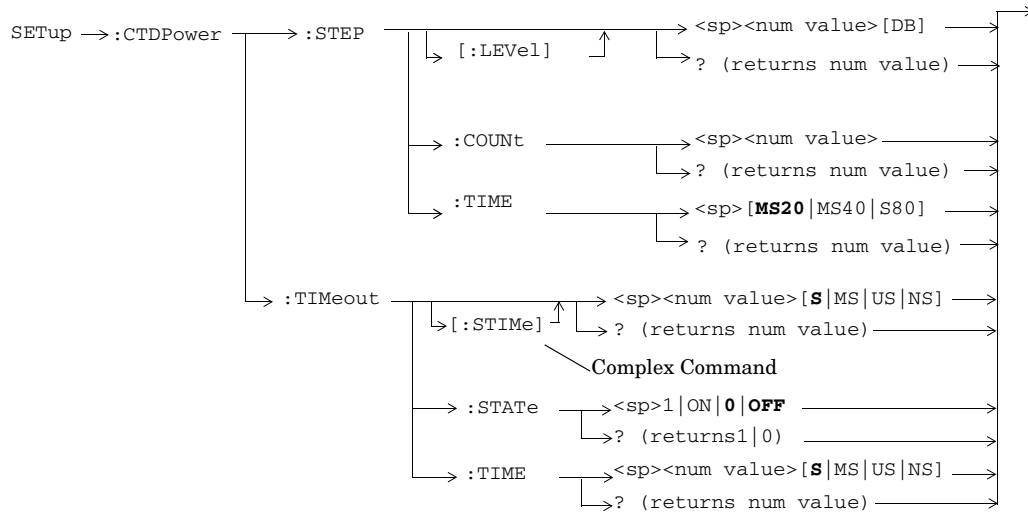 SETup :CTDPower :STEP <sp><num value>[DB]
[:LEVel] ? (returns num value)
:COUNt <sp><num value>
? (returns num value)
:TIME <sp>[MS20|MS40|S80]
? (returns num value)
:TIMeout <sp><num value>[S|MS|US|NS]
[:STIMe] ? (returns num value)
Complex Command
:STATe <sp>1|ON|0|OFF
? (returns1|0)
:TIME <sp><num value>[S|MS|US|NS]
? (returns num value)